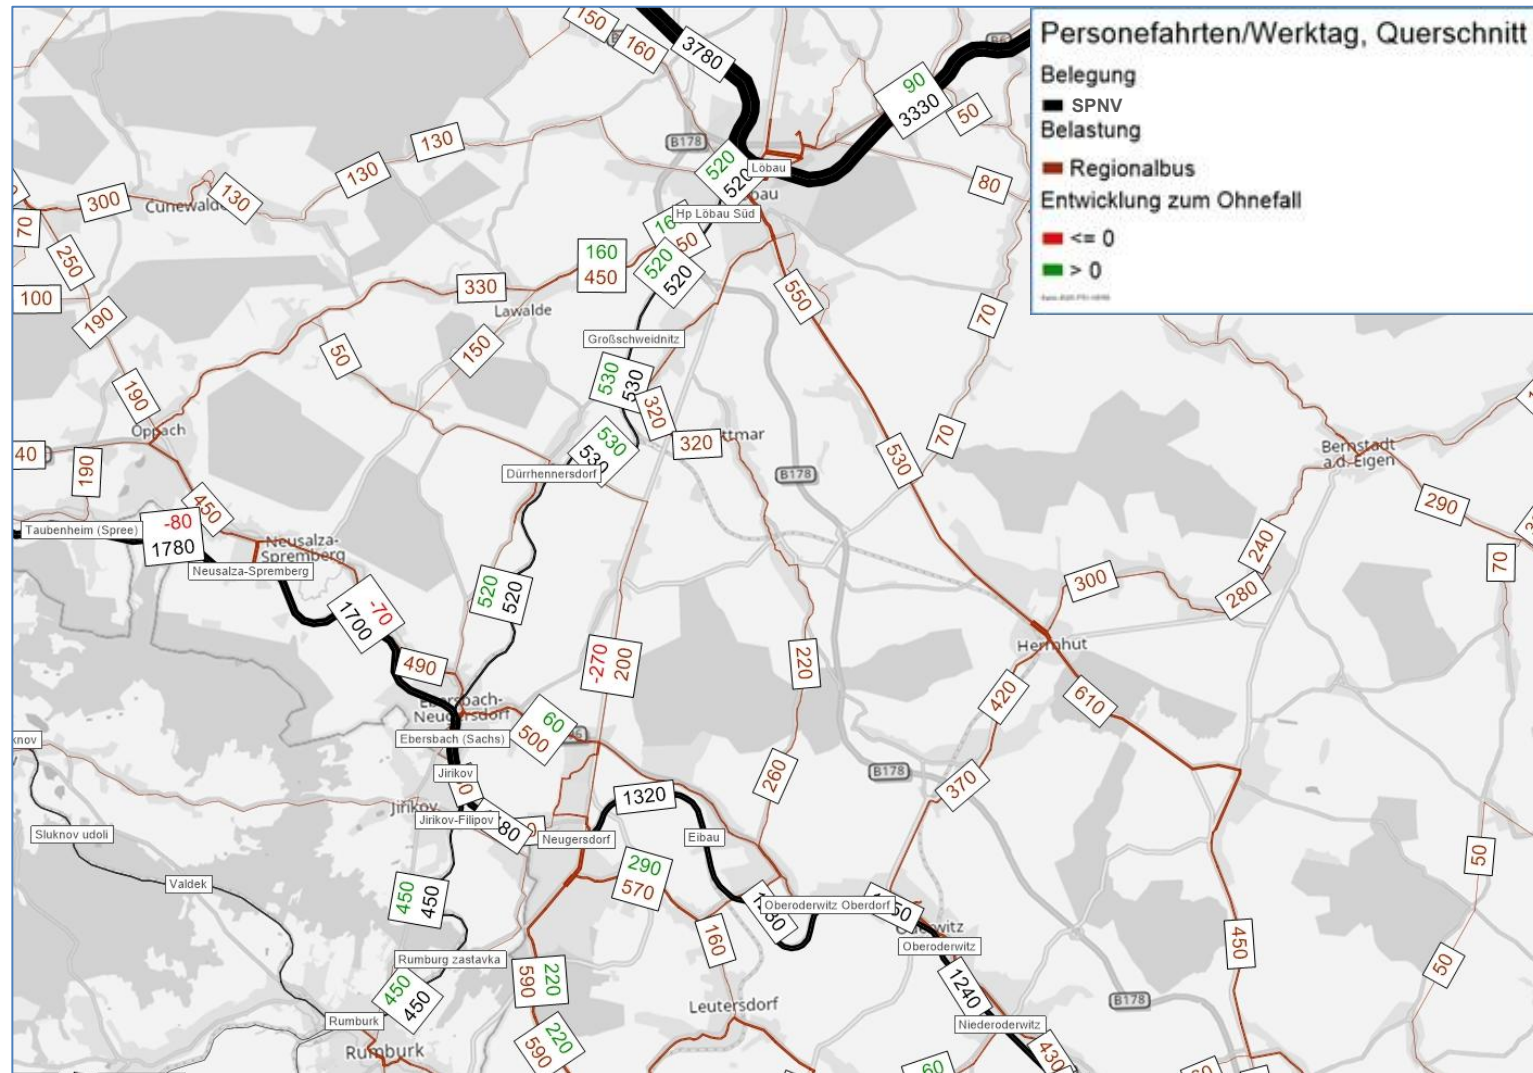 Personefahrten/Werktag, Querschnitt
Belegung
SPNV
Belastung
Regionalbus
Entwicklung zum Ohnefall
<= 0
> 0
150
160
3780
90
3330
50
B178
130
130
130
300
Cunewalde
70
250
100
190
520
520
Löbau
80
Hp Löbau Süd
160
450
520
520
330
Lawalde
550
70
50
150
Großschweidnitz
530
530
320
320
190
Oppach
40
190
450
530
530
Dürrhennersdorf
B178
530
70
Bernstadt
a.d. Eigen
290
Taubenheim (Spree)
-80
1780
Neusalza-
Spremberg
Neusalza-Spremberg
240
70
300
280
520
520
-70
1700
490
-270
200
220
Herrnhut
420
610
Ebersbach-
Neugersdorf
Ebersbach (Sachs)
60
500
Jirikov
Jiříkov
Jirikov-Filipov
260
B178
370
1320
Neugersdorf
Eibau
Sluknov udoli
Valdek
50
290
570
450
450
Oberoderwitz Oberdorf
Oberoderwitz
160
450
Rumburg zastavka
590
220
450
450
1240
50
Leutersdorf
B178
Rumburk
Rumburk
220
590
Niederoderwitz
430
60